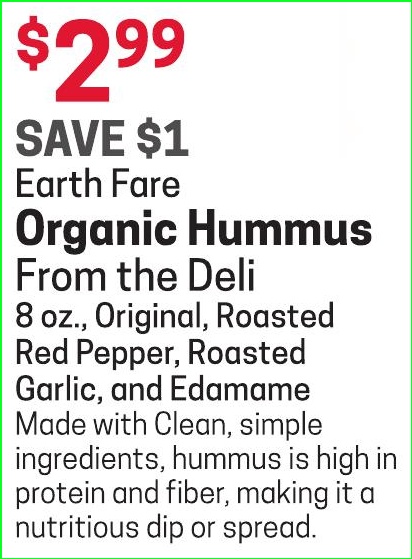 $2.99
SAVE $1
Earth Fare
Organic Hummus
From the Deli
8 oz., Original, Roasted
Red Pepper, Roasted
Garlic, and Edamame
Made with Clean, simple
ingredients, hummus is high in
protein and fiber, making it a
nutritious dip or spread.